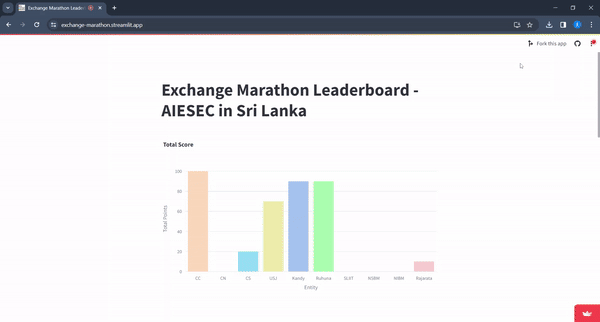 Exchange Marathon Leader
exchange-marathon.streamlit.app
Fork this app
Exchange Marathon Leaderboard -
AIESEC in Sri Lanka
Total Score
100
80
60
40
20
0
Total Points
CC CN CS USJ Kandy Ruhuna SLIIT NSBM NIBM Rajarata
Entity